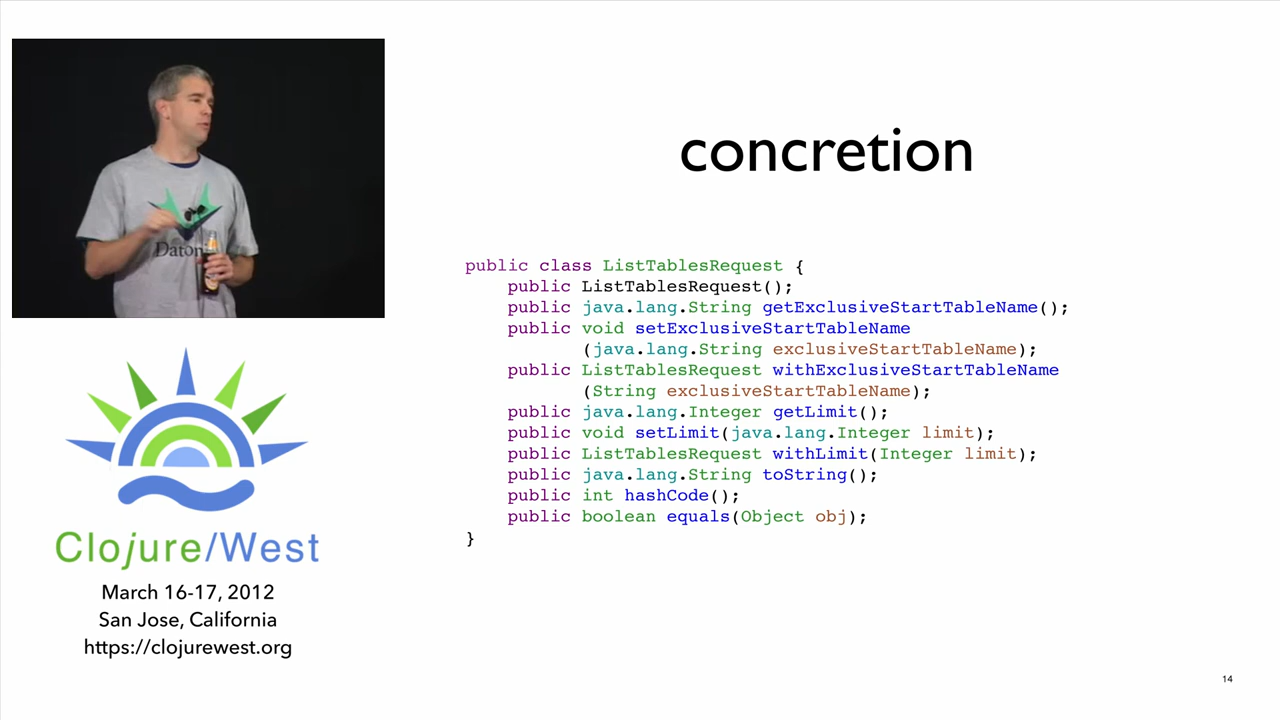 Datomic
concretion
public class ListTablesRequest {
    public ListTablesRequest();
    public java.lang.String getExclusiveStartTableName();
    public void setExclusiveStartTableName
           (java.lang.String exclusiveStartTableName);
    public ListTablesRequest withExclusiveStartTableName
           (String exclusiveStartTableName);
    public java.lang.Integer getLimit();
    public void setLimit(java.lang.Integer limit);
    public ListTablesRequest withLimit(Integer limit);
    public java.lang.String toString();
    public int hashCode();
    public boolean equals(Object obj);
}
Clojure/West
March 16-17, 2012
San Jose, California
https://clojurewest.org
14